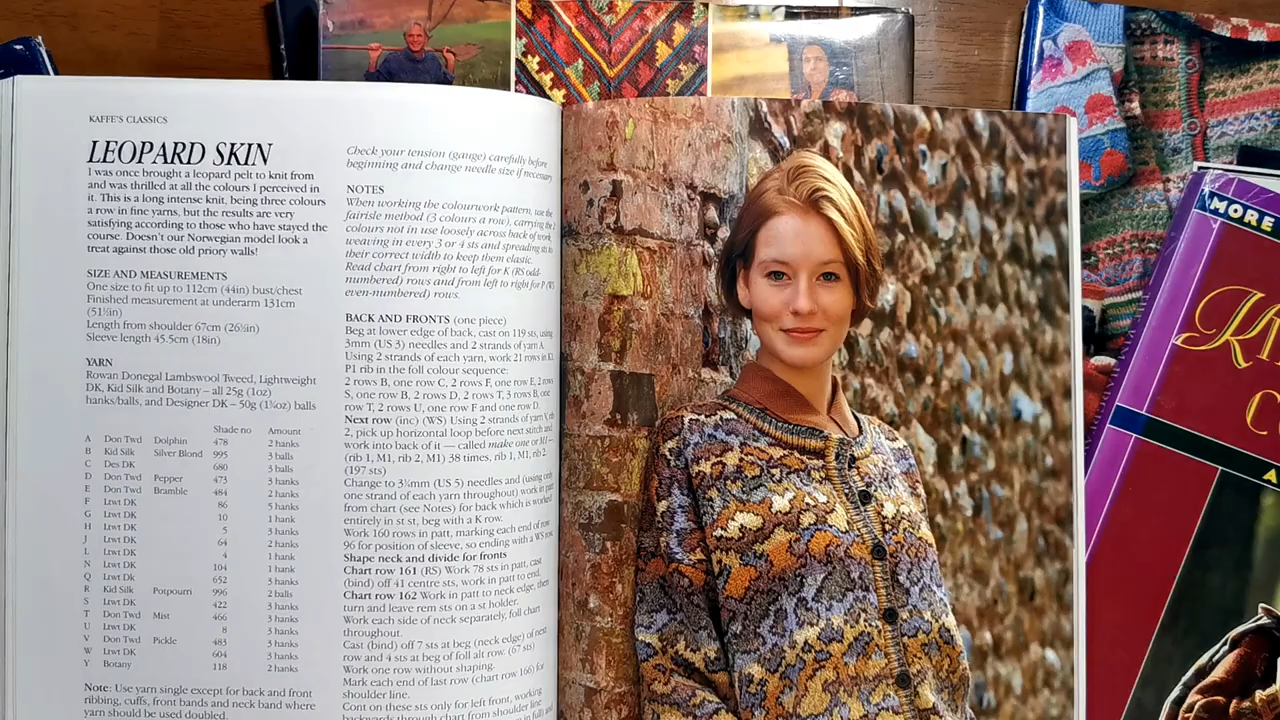 KAFFE'S CLASSICS
LEOPARD SKIN
I was once brought a leopard pelt to knit from
and was thrilled at all the colours I perceived in
it. This is a long intense knit, being three colours
a row in fine yarns, but the results are very
satisfying according to those who have stayed the
course. Doesn't our Norwegian model look a
treat against those old priory walls!
SIZE AND MEASUREMENTS
One size to fit up to 112cm (44in) bust/chest
Finished measurement at underarm 131cm
(51½in)
Length from shoulder 67cm (26½in)
Sleeve length 45.5cm (18in)
YARN
Rowan Donegal Lambswool Tweed, Lightweight
DK, Kid Silk and Botany – all 25g (1oz)
hanks/balls, and Designer DK – 50g (1¾oz) balls
Shade no Amount
A Don Twd Dolphin 478 2 hanks
B Kid Silk Silver Blond 995 3 balls
C Des DK 680 3 balls
D Don Twd Pepper 473 3 hanks
E Don Twd Bramble 484 2 hanks
F Ltwt DK 86 5 hanks
G Ltwt DK 10 1 hank
H Ltwt DK 5 3 hanks
J Ltwt DK 64 2 hanks
L Ltwt DK 4 1 hank
N Ltwt DK 104 1 hank
Q Ltwt DK 652 3 hanks
R Kid Silk Potpourri 996 2 balls
S Ltwt DK 422 3 hanks
T Don Twd Mist 466 3 hanks
U Ltwt DK 8 3 hanks
V Don Twd Pickle 483 3 hanks
W Ltwt DK 604 3 hanks
Y Botany 118 2 hanks
Note: Use yarn single except for back and front
ribbing, cuffs, front bands and neck band where
yarn should be used doubled.
Check your tension (gauge) carefully before
beginning and change needle size if necessary
NOTES
When working the colourwork pattern, use the
fairisle method (3 colours a row), carrying the
colours not in use loosely across back of work,
weaving in every 3 or 4 sts and spreading sts to
their correct width to keep them elastic.
Read chart from right to left for K (RS odd-
numbered) rows and from left to right for P (WS
even-numbered) rows.
BACK AND FRONTS (one piece)
Beg at lower edge of back, cast on 119 sts, using
3mm (US 3) needles and 2 strands of yarn A.
Using 2 strands of each yarn, work 21 rows in K1,
P1 rib in the foll colour sequence:
2 rows B, one row C, 2 rows F, one row E, 2 rows
S, one row B, 2 rows D, 2 rows T, 3 rows B, one
row T, 2 rows U, one row F and one row D.
Next row (inc) (WS) Using 2 strands of yarn V, rib
2, pick up horizontal loop before next stitch and
work into back of it — called make one or M1 –
(rib 1, M1, rib 2, M1) 38 times, rib 1, M1, rib 2.
(197 sts)
Change to 3¼mm (US 5) needles and (using only
one strand of each yarn throughout) work in patt
from chart (see Notes) for back which is worked
entirely in st st, beg with a K row.
Work 160 rows in patt, marking each end of row
96 for position of sleeve, so ending with a WS row.
Shape neck and divide for fronts
Chart row 161 (RS) Work 78 sts in patt, cast
(bind) off 41 centre sts, work in patt to end.
Chart row 162 Work in patt to neck edge, then
turn and leave rem sts on a st holder.
Work each side of neck separately, foll chart
throughout.
Cast (bind) off 7 sts at beg (neck edge) of next
row and 4 sts at beg of foll alt row. (67 sts)
Work one row without shaping.
Mark each end of last row (chart row 166) for
shoulder line.
Cont on these sts only for left front, working
backwards through chart from shoulder line
MORE